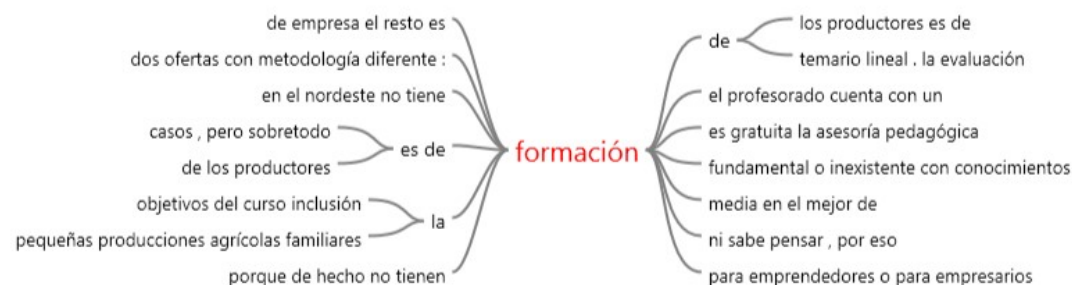 de empresa el resto es
dos ofertas con metodología diferente :
en el nordeste no tiene
casos , pero sobretodo
de los productores
es de
objetivos del curso inclusión
pequeñas producciones agrícolas familiares
la
porque de hecho no tienen
formación
de
los productores es de
temario lineal . la evaluación
el profesorado cuenta con un
es gratuita la asesoría pedagógica
fundamental o inexistente con conocimientos
media en el mejor de
ni sabe pensar , por eso
para emprendedores o para empresarios